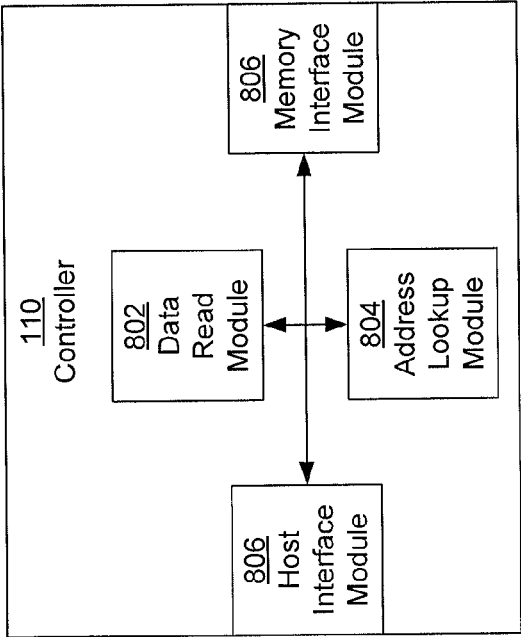 110
Controller
806
Host
Interface
Module
802
Data
Read
Module
804
Address
Lookup
Module
806
Memory
Interface
Module